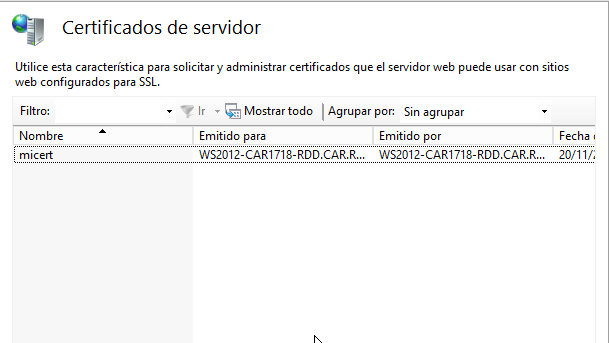 Certificados de servidor
Utilice esta característica para solicitar y administrar certificados que el servidor web puede usar con sitios
web configurados para SSL.
Filtro: Ir Mostrar todo Agrupar por: Sin agrupar
Nombre Emitido para Emitido por Fecha
micert WS2012-CAR1718-RDD.CAR.R... WS2012-CAR1718-RDD.CAR.R... 20/11/